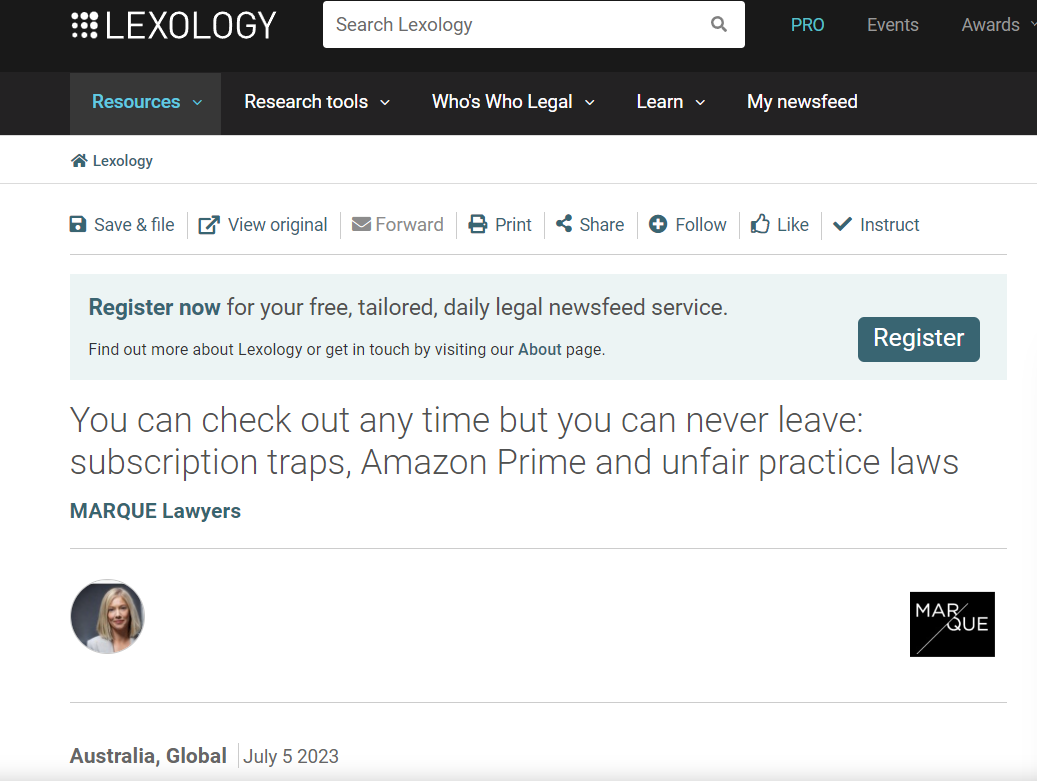 LEXOLOGY
Search Lexology
PRO Events Awards
Resources Research tools Who's Who Legal Learn My newsfeed
Lexology
Save & file View original Forward Print Share Follow Like Instruct
Register now for your free, tailored, daily legal newsfeed service.
Find out more about Lexology or get in touch by visiting our About page.
Register
You can check out any time but you can never leave:
subscription traps, Amazon Prime and unfair practice laws
MARQUE Lawyers
MAR
QUE
Australia, Global July 5 2023